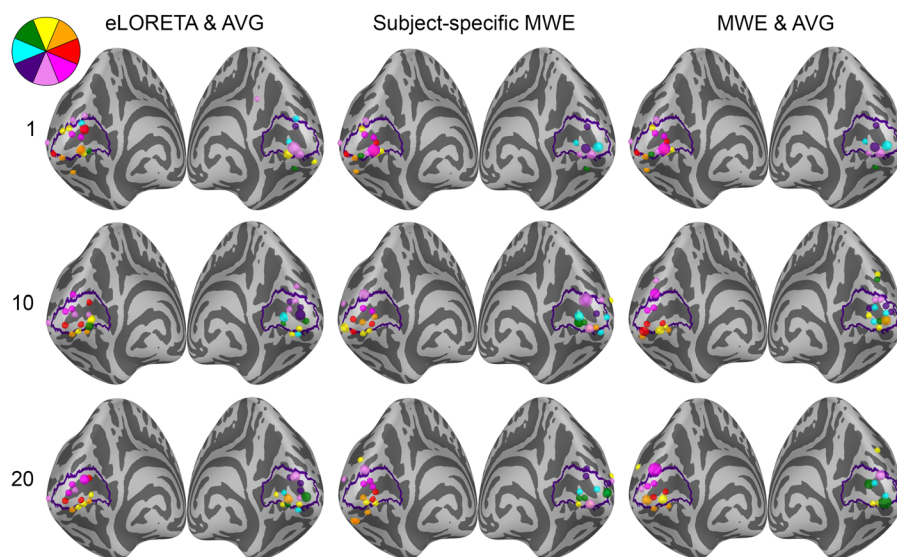 eLORETA & AVG
Subject-specific MWE
MWE & AVG
1
10
20